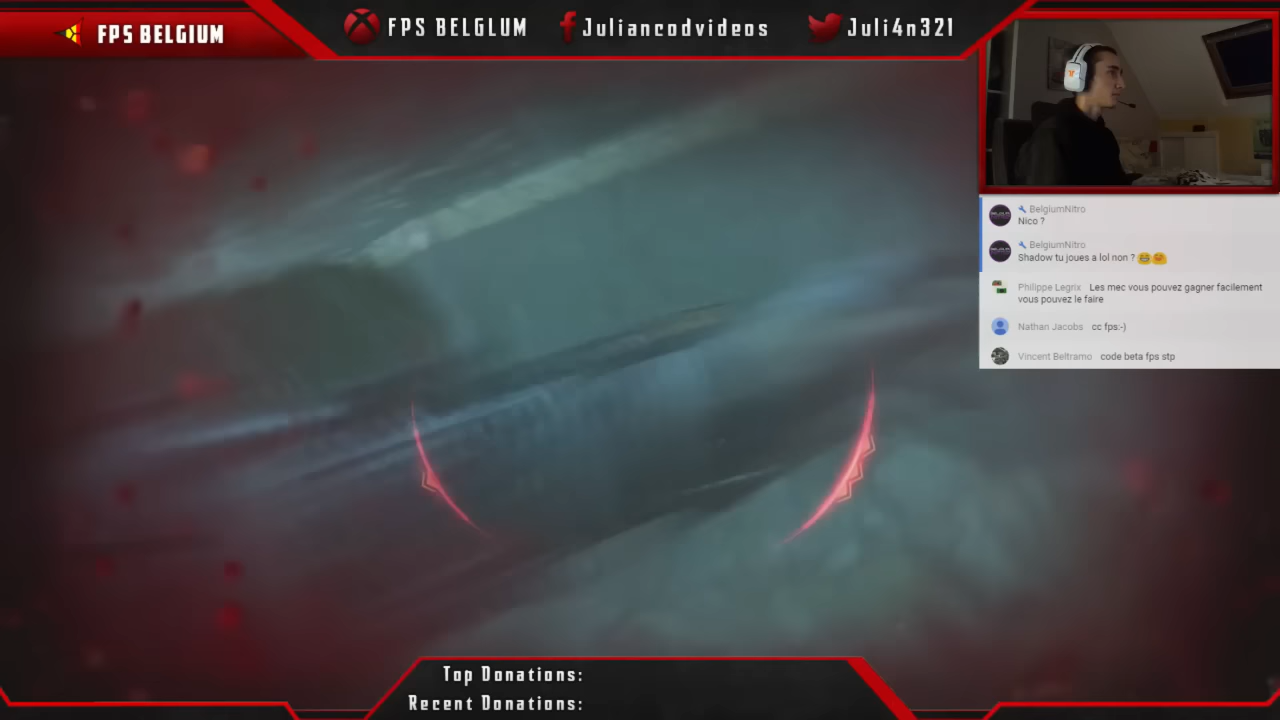 FPS BELGIUM
FPS BELGLUM
Juliancodvideos
Juli4n321
BelgiumNitro
Nico ?
BelgiumNitro
Shadow tu joues a lol non ?
Philippe Legrix Les mec vous pouvez gagner facilement
vous pouvez le faire
Nathan Jacobs cc fps:-)
Vincent Beltramo code beta fps stp
Top Donations:
Recent Donations: